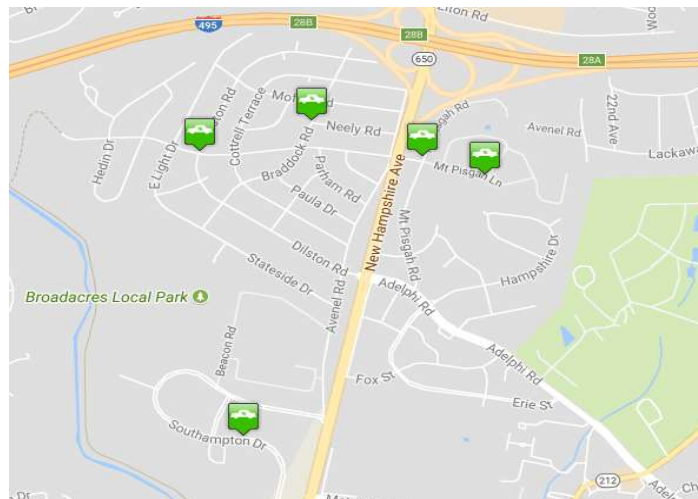 Elton Rd
495
28B
28B
650
28A
Cottrell Terrace
Neely Rd
22nd Ave
Avenel Rd
Hedin Dr
E Light Dr
Braddock Rd
Parham Rd
Lackawa
Mt Pisgah Ln
Paula Dr
New Hampshire Ave
Mt Pisgah Rd
Dilston Rd
Hampshire Dr
Stateside Dr
Adelphi Rd
Broadacres Local Park
Avenel Rd
Beacon Rd
Adelphi Rd
Fox St
Erie St
Southampton Dr
212
Adelphi Rd